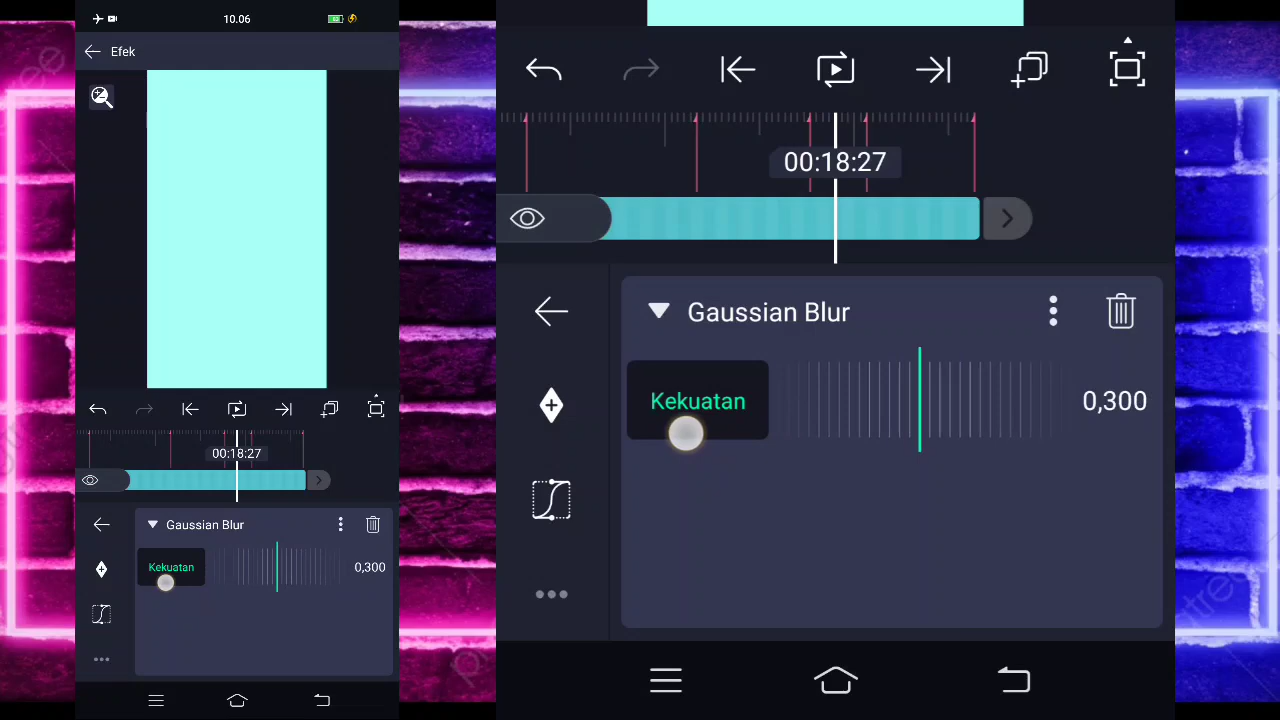 10.06
Efek
00:18:27
Gaussian Blur
Kekuatan
0,300
00:18:27
Gaussian Blur
Kekuatan
0,300